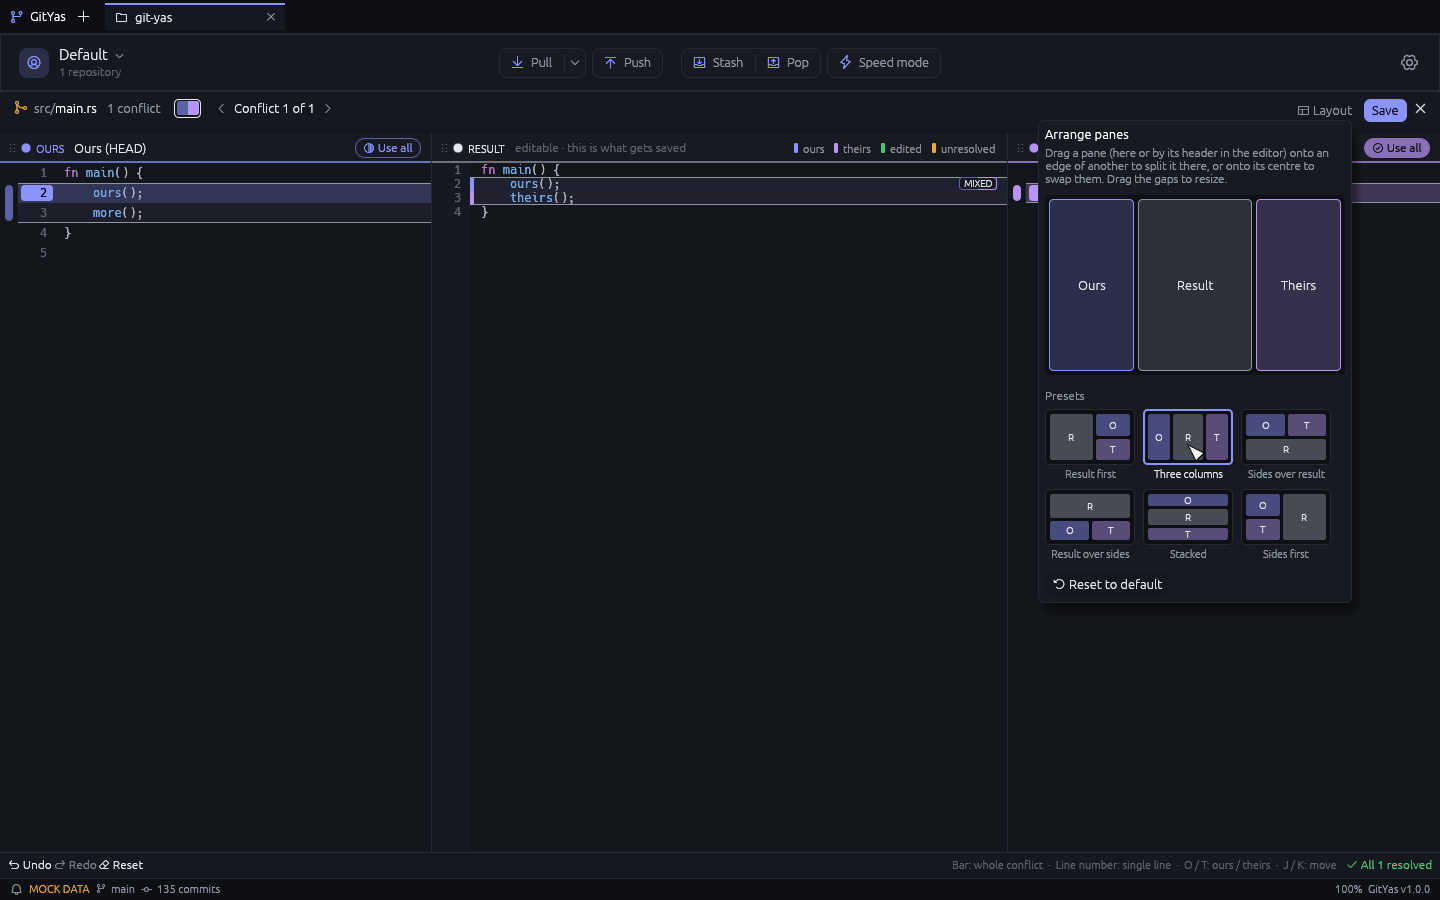 GitYas
git-yas
Default
1 repository
Pull
Push
Stash
Pop
Speed mode
src/main.rs 1 conflict
Conflict 1 of 1
Layout
Save
OURS Ours (HEAD)
Use all
RESULT editable · this is what gets saved
ours theirs edited unresolved
Use all
1 fn main() {
2 ours();
3 more();
4 }
5
1 fn main() {
2 ours();
MIXED
3 theirs();
4 }
Arrange panes
Drag a pane (here or by its header in the editor) onto an
edge of another to split it there, or onto its centre to
swap them. Drag the gaps to resize.
Ours
Result
Theirs
Presets
R O T
Result first
O R T
Three columns
O T R
Sides over result
R O T
Result over sides
O R T
Stacked
O T R
Sides first
Reset to default
Undo Redo Reset
Bar: whole conflict · Line number: single line · O / T: ours / theirs · J / K: move
All 1 resolved
MOCK DATA main 135 commits
100% GitYas v1.0.0